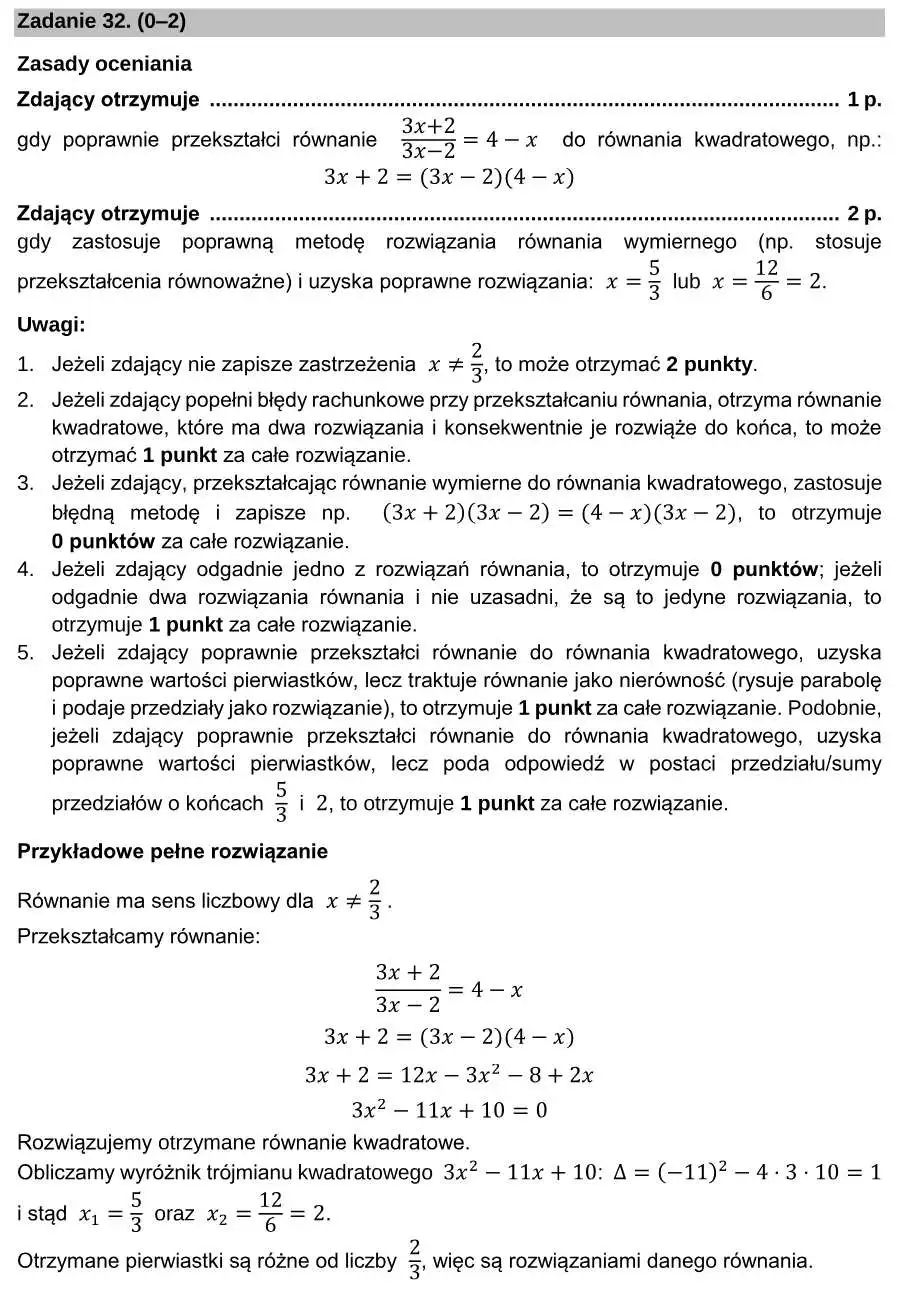 Zadanie 32. (0–2)
Zasady oceniania
Zdający otrzymuje ........................................................................................................... 1 p.
gdy poprawnie przekształci równanie \frac{3x+2}{3x−2} = 4 − x do równania kwadratowego, np.:
3x + 2 = (3x − 2)(4 − x)
Zdający otrzymuje ........................................................................................................... 2 p.
gdy zastosuje poprawną metodę rozwiązania równania wymiernego (np. stosuje
przekształcenia równoważne) i uzyska poprawne rozwiązania: x = \frac{5}{3} lub x = \frac{12}{6} = 2.
Uwagi:
1. Jeżeli zdający nie zapisze zastrzeżenia x ≠ \frac{2}{3}, to może otrzymać 2 punkty.
2. Jeżeli zdający popełni błędy rachunkowe przy przekształcaniu równania, otrzyma równanie
kwadratowe, które ma dwa rozwiązania i konsekwentnie je rozwiąże do końca, to może
otrzymać 1 punkt za całe rozwiązanie.
3. Jeżeli zdający, przekształcając równanie wymierne do równania kwadratowego, zastosuje
błędną metodę i zapisze np. (3x + 2)(3x − 2) = (4 − x)(3x − 2), to otrzymuje
0 punktów za całe rozwiązanie.
4. Jeżeli zdający odgadnie jedno z rozwiązań równania, to otrzymuje 0 punktów; jeżeli
odgadnie dwa rozwiązania równania i nie uzasadni, że są to jedyne rozwiązania, to
otrzymuje 1 punkt za całe rozwiązanie.
5. Jeżeli zdający poprawnie przekształci równanie do równania kwadratowego, uzyska
poprawne wartości pierwiastków, lecz traktuje równanie jako nierówność (rysuje parabolę
i podaje przedziały jako rozwiązanie), to otrzymuje 1 punkt za całe rozwiązanie. Podobnie,
jeżeli zdający poprawnie przekształci równanie do równania kwadratowego, uzyska
poprawne wartości pierwiastków, lecz poda odpowiedź w postaci przedziału/sumy
przedziałów o końcach \frac{5}{3} i 2, to otrzymuje 1 punkt za całe rozwiązanie.
Przykładowe pełne rozwiązanie
Równanie ma sens liczbowy dla x ≠ \frac{2}{3} .
Przekształcamy równanie:
\frac{3x + 2}{3x − 2} = 4 − x
3x + 2 = (3x − 2)(4 − x)
3x + 2 = 12x − 3x² − 8 + 2x
3x² − 11x + 10 = 0
Rozwiązujemy otrzymane równanie kwadratowe.
Obliczamy wyróżnik trójmianu kwadratowego 3x² − 11x + 10: Δ = (−11)² − 4 · 3 · 10 = 1
i stąd x₁ = \frac{5}{3} oraz x₂ = \frac{12}{6} = 2.
Otrzymane pierwiastki są różne od liczby \frac{2}{3}, więc są rozwiązaniami danego równania.